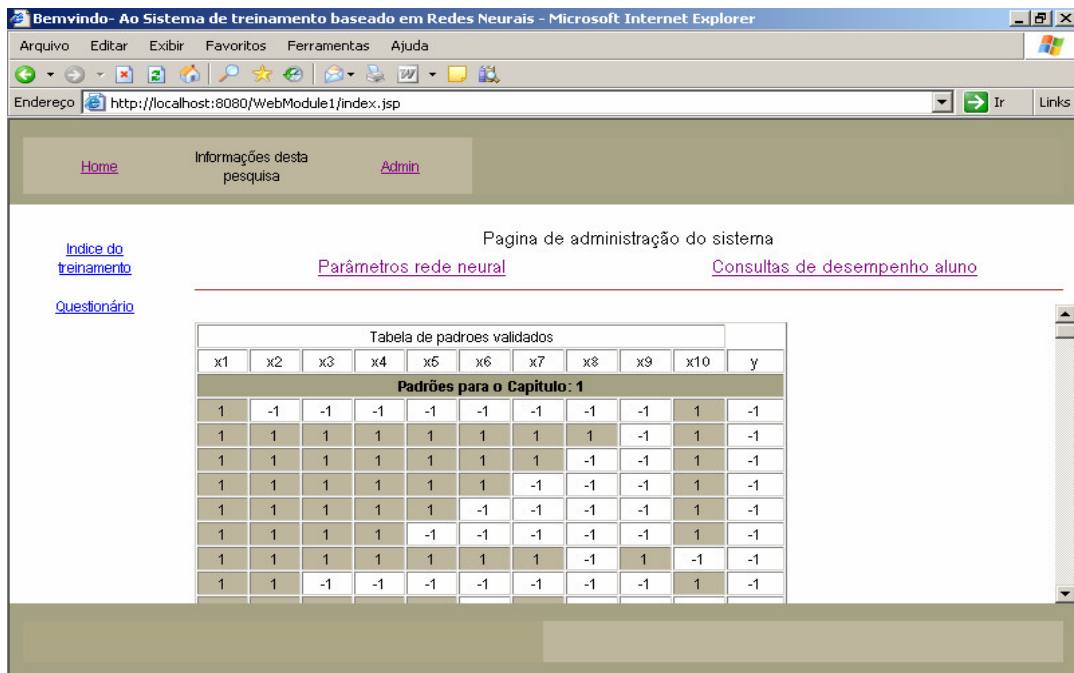 Bemvindo- Ao Sistema de treinamento baseado em Redes Neurais - Microsoft Internet Explorer
Arquivo Editar Exibir Favoritos Ferramentas Ajuda
Endereço http://localhost:8080/WebModule1/index.jsp Ir Links
Home Informações desta pesquisa Admin
Indice do treinamento
Questionário
Pagina de administração do sistema
Parâmetros rede neural Consultas de desempenho aluno
Tabela de padroes validados
x1 x2 x3 x4 x5 x6 x7 x8 x9 x10 y
Padrões para o Capitulo: 1
1 -1 -1 -1 -1 -1 -1 -1 -1 1 -1
1 1 1 1 1 1 1 1 -1 1 -1
1 1 1 1 1 1 1 -1 -1 1 -1
1 1 1 1 1 1 -1 -1 -1 1 -1
1 1 1 1 1 -1 -1 -1 -1 1 -1
1 1 1 1 -1 -1 -1 -1 -1 1 -1
1 1 1 1 1 1 1 -1 1 -1 -1
1 1 -1 -1 -1 -1 -1 -1 -1 1 -1